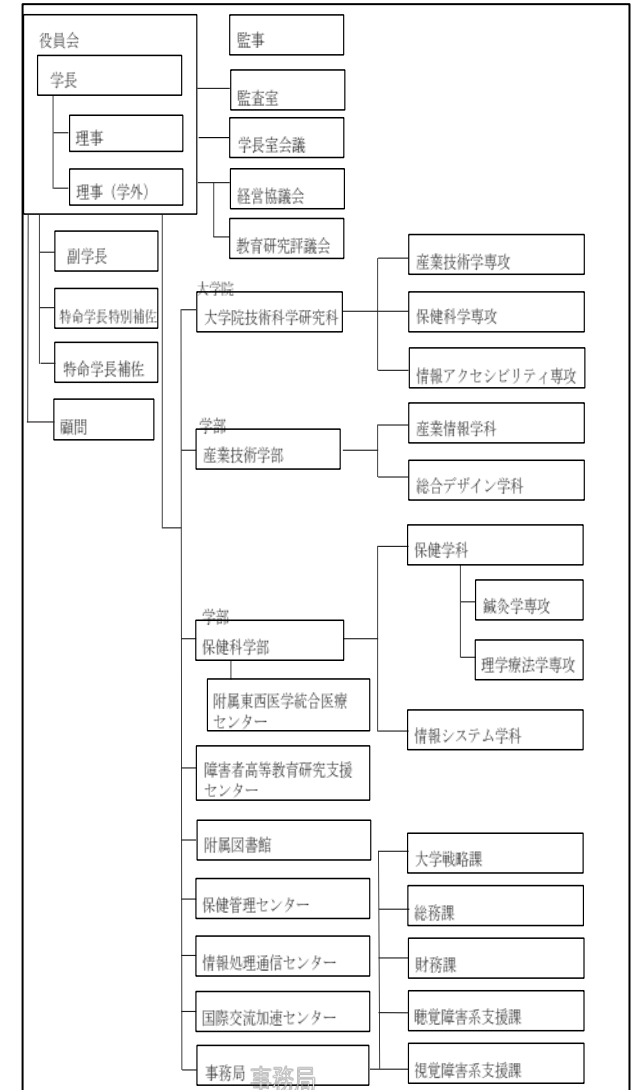 役員会
学長
理事
理事（学外）
監事
監査室
学長室会議
経営協議会
教育研究評議会
副学長
特命学長特別補佐
特命学長補佐
顧問
大学院
大学院技術科学研究科
産業技術学専攻
保健科学専攻
情報アクセシビリティ専攻
学部
産業技術学部
産業情報学科
総合デザイン学科
学部
保健科学部
附属東西医学統合医療
センター
保健学科
鍼灸学専攻
理学療法学専攻
情報システム学科
障害者高等教育研究支援
センター
附属図書館
保健管理センター
情報処理通信センター
国際交流加速センター
事務局
事務局
大学戦略課
総務課
財務課
聴覚障害系支援課
視覚障害系支援課